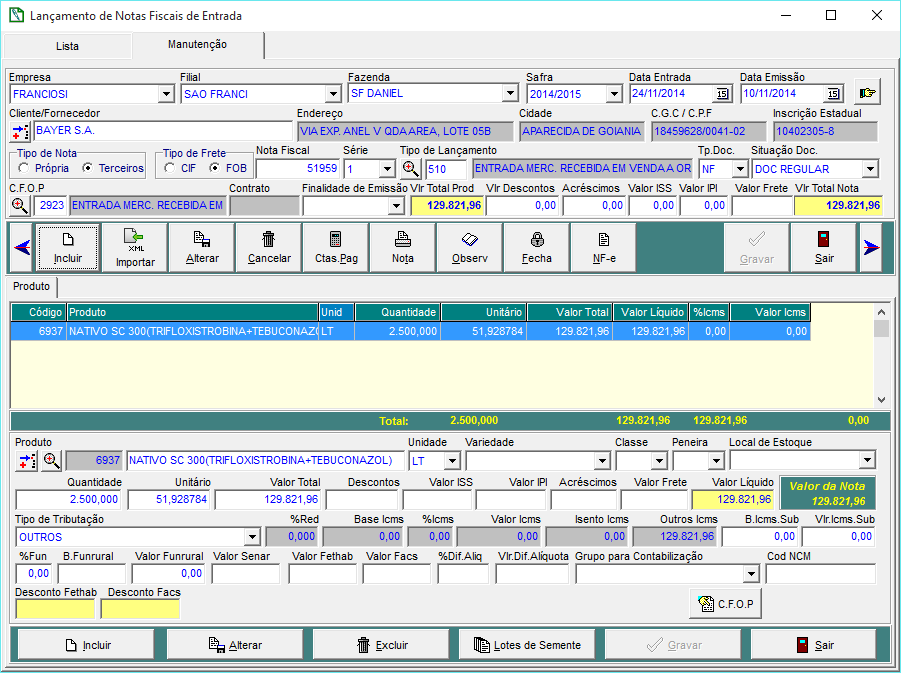 Lançamento de Notas Fiscais de Entrada
Lista Manutenção
Empresa Filial Fazenda Safra Data Entrada Data Emissão
FRANCIOSI SAO FRANCI SF DANIEL 2014/2015 24/11/2014 15 10/11/2014 15
Cliente/Fornecedor Endereço Cidade C.G.C / C.P.F Inscrição Estadual
BAYER S.A. VIA EXP. ANEL V QDA AREA, LOTE 05B APARECIDA DE GOIANIA 18459628/0041-02 10402305-8
Tipo de Nota Tipo de Frete Nota Fiscal Série Tipo de Lançamento Tp.Doc. Situação Doc.
Própria Terceiros CIF FOB 51959 1 510 ENTRADA MERC. RECEBIDA EM VENDA A OR NF DOC REGULAR
C.F.O.P Contrato Finalidade de Emissão Vlr Total Prod Vlr Descontos Acréscimos Valor ISS Valor IPI Valor Frete Vlr Total Nota
2923 ENTRADA MERC. RECEBIDA EM 129.821,96 0,00 0,00 0,00 0,00 129.821,96
Incluir XML Importar Alterar Cancelar Ctas.Pag Nota Observ Fecha NF-e Gravar Sair
Produto
Código Produto Unid Quantidade Unitário Valor Total Valor Líquido %Icms Valor Icms
6937 NATIVO SC 300(TRIFLOXISTROBINA+TEBUCONAZO LT 2.500,000 51,928784 129.821,96 129.821,96 0,00 0,00
Total: 2.500,000 129.821,96 129.821,96 0,00
Produto Unidade Variedade Classe Peneira Local de Estoque
6937 NATIVO SC 300(TRIFLOXISTROBINA+TEBUCONAZOL) LT
Quantidade Unitário Valor Total Descontos Valor ISS Valor IPI Acréscimos Valor Frete Valor Líquido Valor da Nota
2.500,000 51,928784 129.821,96 129.821,96 129.821,96
Tipo de Tributação %Red Base Icms %Icms Valor Icms Isento Icms Outros Icms B.Icms.Sub Vlr.Icms.Sub
OUTROS 0,000 0,00 0,00 0,00 0,00 129.821,96 0,00 0,00
%Fun B.Funrural Valor Funrural Valor Senar Valor Fethab Valor Facs %Dif.Aliq Vlr.Dif.Alíquota Grupo para Contabilização Cod NCM
0,00 0,00
Desconto Fethab Desconto Facs
C.F.O.P
Incluir Alterar Excluir Lotes de Semente Gravar Sair